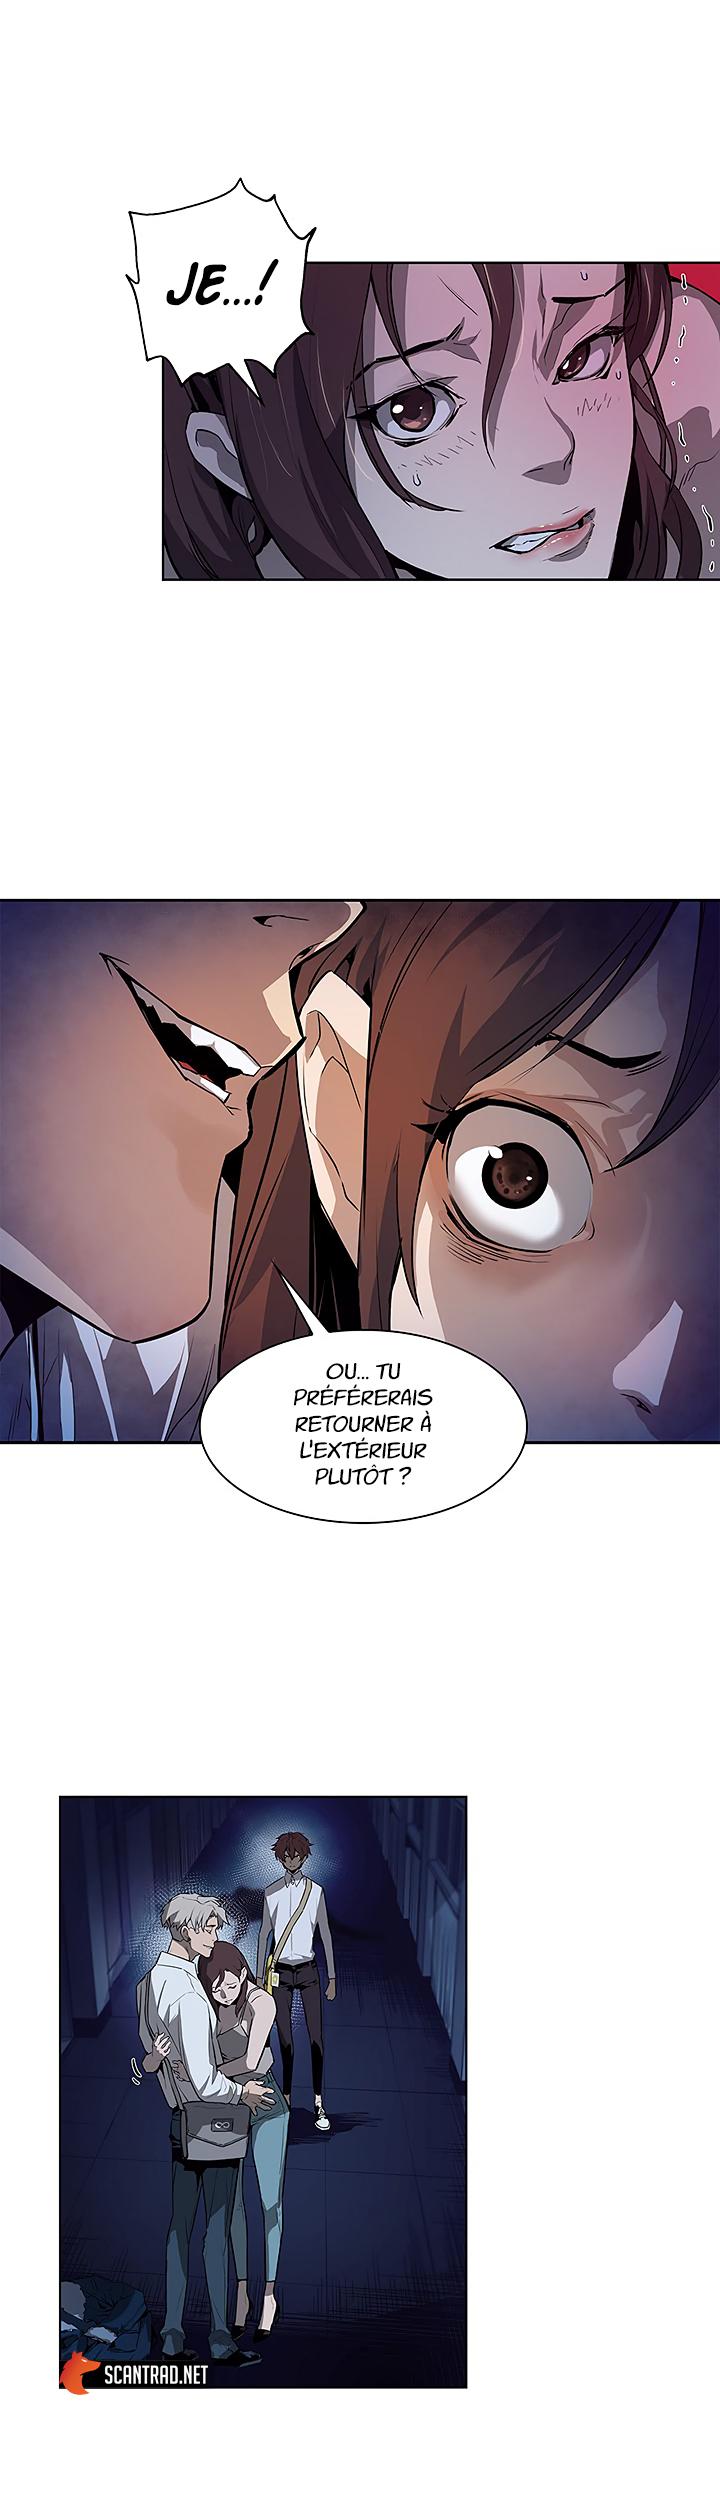 JE....!
OU... TU
PRÉFÉRERAIS
RETOURNER À
L'EXTÉRIEUR
PLUTÔT ?
SCANTRAD.NET